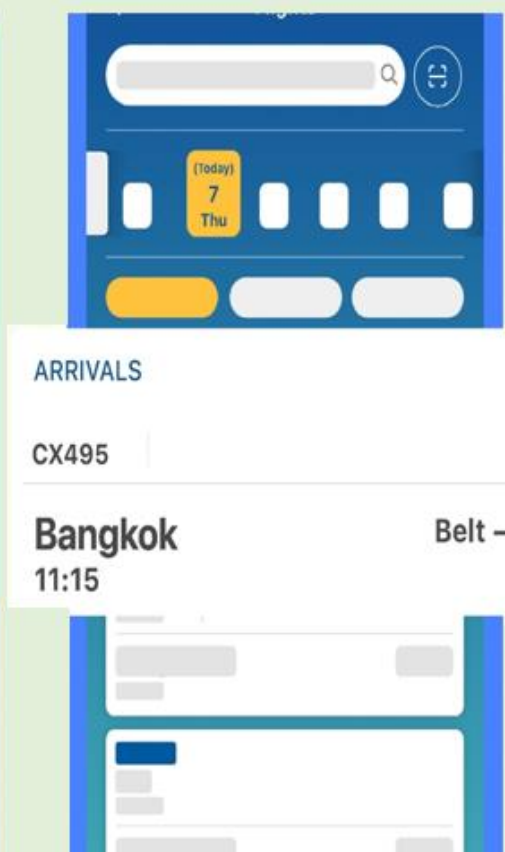 (Today)
7
Thu
ARRIVALS
CX495
Bangkok
Belt –
11:15